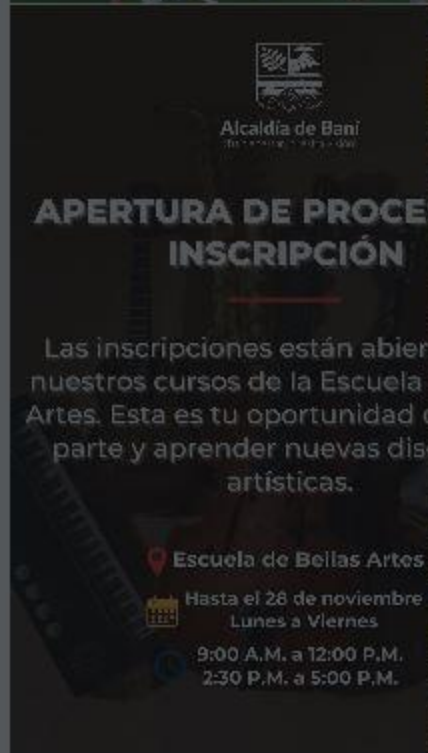 Alcaldía de Baní
APERTURA DE PROCE
INSCRIPCIÓN
Las inscripciones están abier
nuestros cursos de la Escuela
Artes. Esta es tu oportunidad
parte y aprender nuevas dis
artísticas.
Escuela de Bellas Artes
Hasta el 28 de noviembre
Lunes a Viernes
9:00 A.M. a 12:00 P.M.
2:30 P.M. a 5:00 P.M.